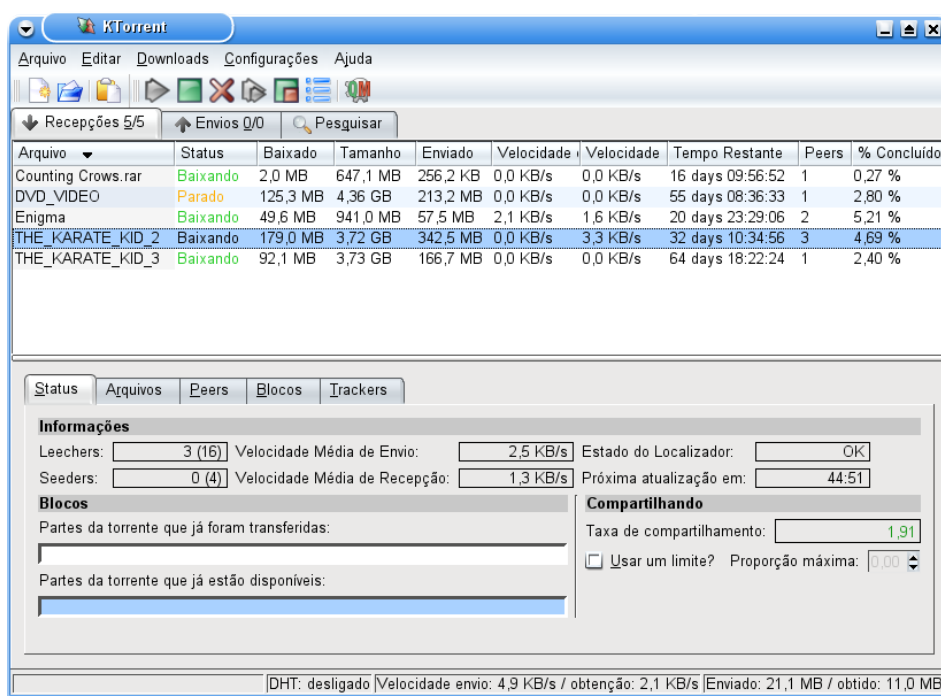 KTorrent
Arquivo Editar Downloads Configurações Ajuda
QM
Recepções 5/5 Envios 0/0 Pesquisar
Arquivo Status Baixado Tamanho Enviado Velocidade Velocidade Tempo Restante Peers % Concluído
Counting Crows.rar Baixando 2,0 MB 647,1 MB 256,2 KB 0,0 KB/s 0,0 KB/s 16 days 09:56:52 1 0,27 %
DVD_VIDEO Parado 125,3 MB 4,36 GB 213,2 MB 0,0 KB/s 0,0 KB/s 55 days 08:36:33 1 2,80 %
Enigma Baixando 49,6 MB 941,0 MB 57,5 MB 2,1 KB/s 1,6 KB/s 20 days 23:29:06 2 5,21 %
THE_KARATE_KID_2 Baixando 179,0 MB 3,72 GB 342,5 MB 0,0 KB/s 3,3 KB/s 32 days 10:34:56 3 4,69 %
THE_KARATE_KID_3 Baixando 92,1 MB 3,73 GB 166,7 MB 0,0 KB/s 0,0 KB/s 64 days 18:22:24 1 2,40 %
Status Arquivos Peers Blocos Trackers
Informações
Leechers: 3 (16) Velocidade Média de Envio: 2,5 KB/s Estado do Localizador: OK
Seeders: 0 (4) Velocidade Média de Recepção: 1,3 KB/s Próxima atualização em: 44:51
Blocos Compartilhando
Partes da torrente que já foram transferidas: Taxa de compartilhamento: 1,91
Usar um limite? Proporção máxima: 0,00
Partes da torrente que já estão disponíveis:
DHT: desligado Velocidade envio: 4,9 KB/s / obtenção: 2,1 KB/s Enviado: 21,1 MB / obtido: 11,0 MB